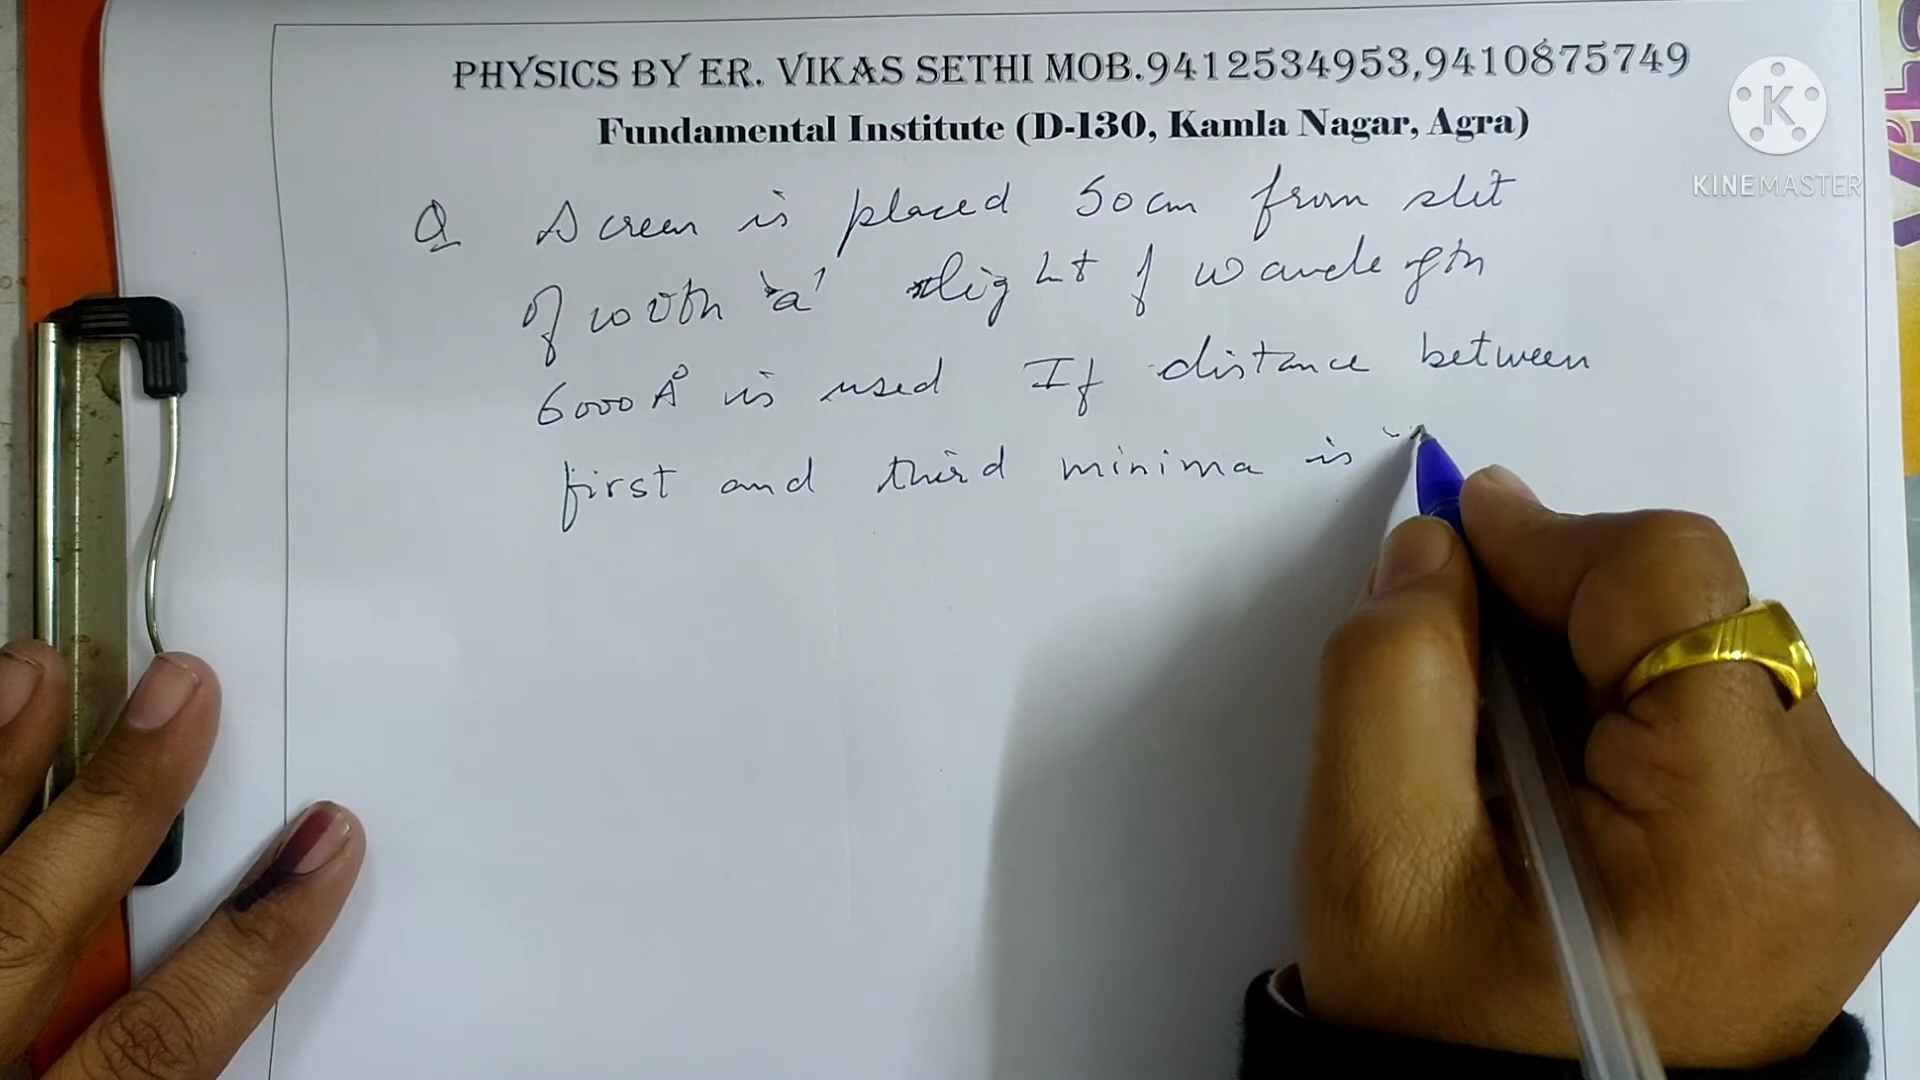 PHYSICS BY ER. VIKAS SETHI MOB.9412534953,9410875749
Fundamental Institute (D-130, Kamla Nagar, Agra)
KINEMASTER
Q Screen is placed 50cm from slit
of width 'a' light of wavelength
6000 A° is used If distance between
first and third minima is